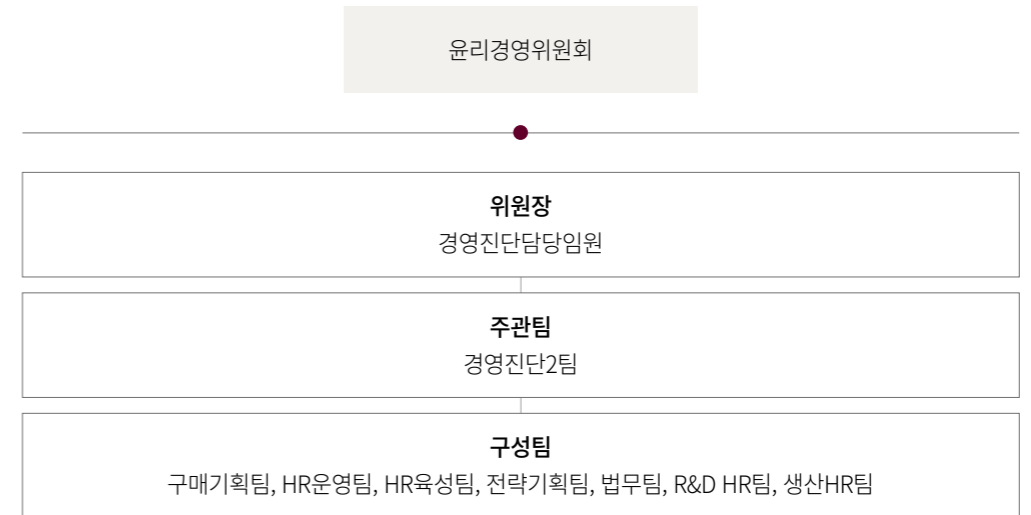 윤리경영위원회
위원장
경영진단담당임원
주관팀
경영진단2팀
구성팀
구매기획팀, HR운영팀, HR육성팀, 전략기획팀, 법무팀, R&D HR팀, 생산HR팀